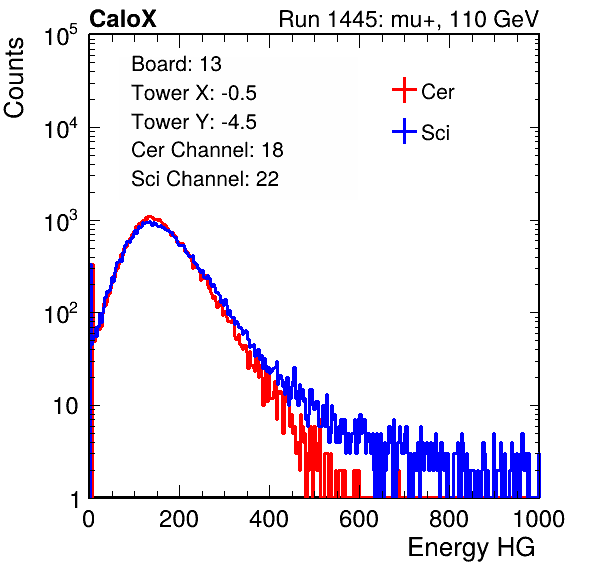 CaloX Run 1445: mu+, 110 GeV
Counts
10^5
10^4
10^3
10^2
10
1
Board: 13
Tower X: -0.5
Tower Y: -4.5
Cer Channel: 18
Sci Channel: 22
Cer
Sci
0 200 400 600 800 1000
Energy HG